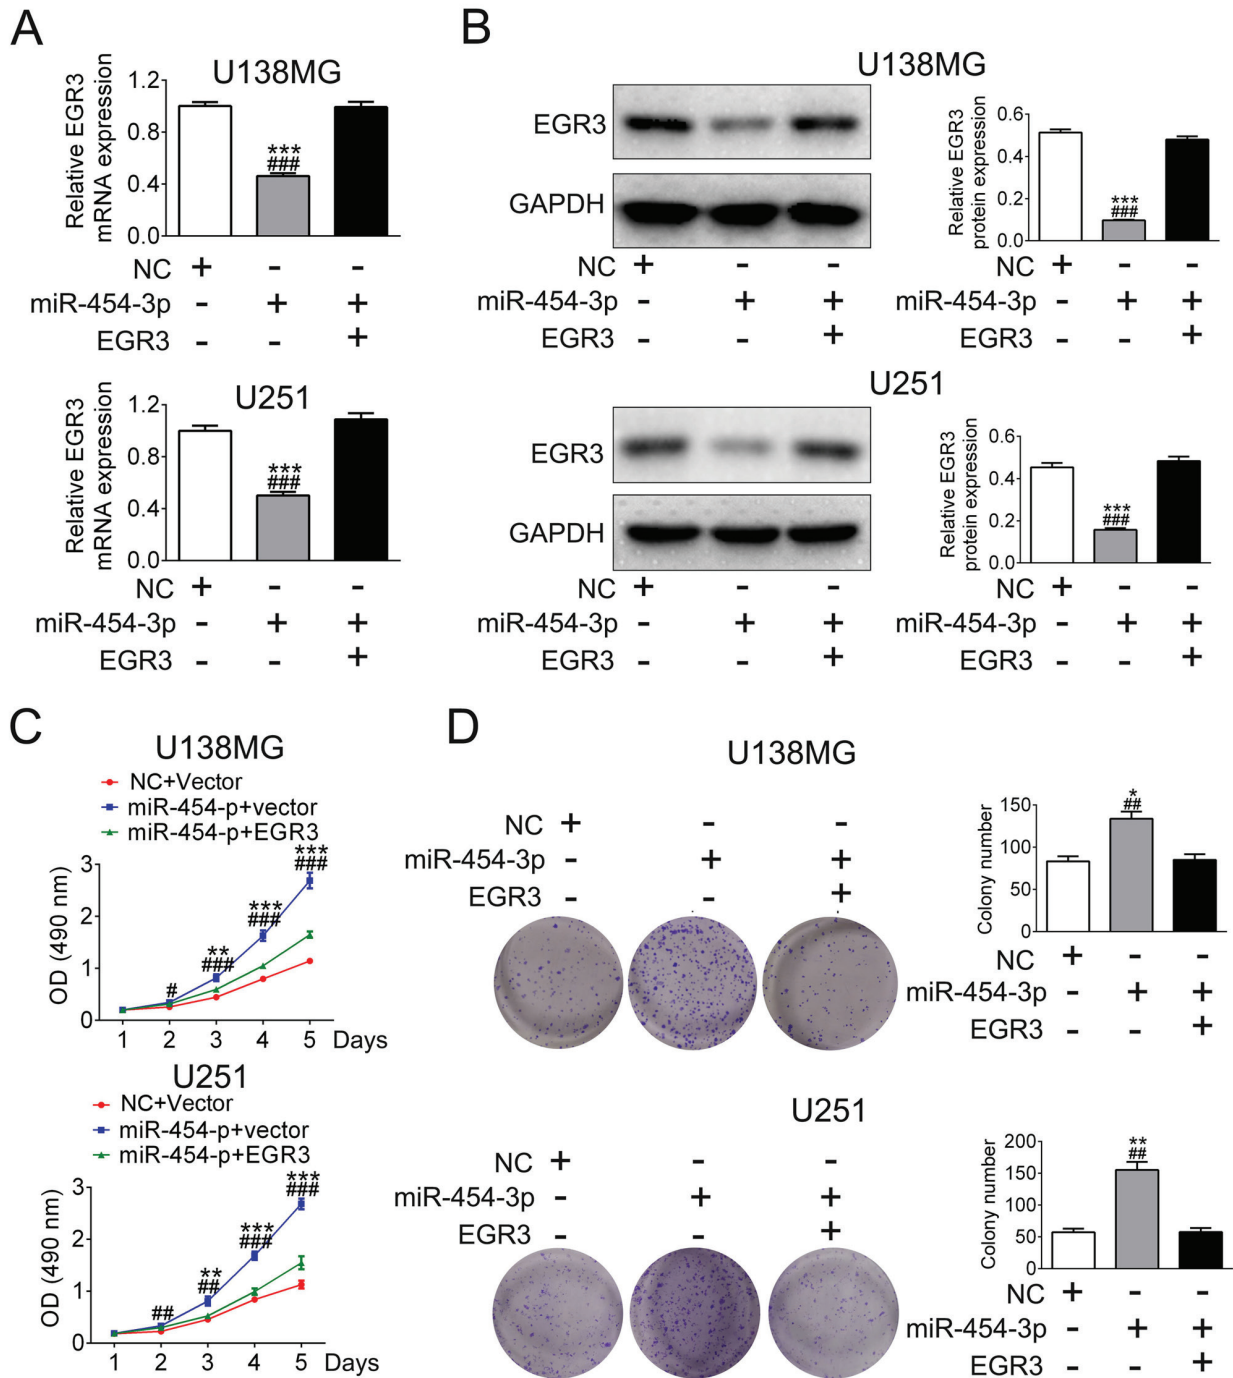 A
U138MG
Relative EGR3
mRNA expression
1.2
0.8
0.4
0.0
***
###
NC + - -
miR-454-3p - + +
EGR3 - - +
U251
Relative EGR3
mRNA expression
1.2
0.8
0.4
0.0
***
###
NC + - -
miR-454-3p - + +
EGR3 - - +
B
U138MG
EGR3
GAPDH
NC + - -
miR-454-3p - + +
EGR3 - - +
Relative EGR3
protein expression
0.6
0.4
0.2
0.0
***
###
+ - -
miR-454-3p - + +
- - +
U251
EGR3
GAPDH
NC + - -
miR-454-3p - + +
EGR3 - - +
Relative EGR3
protein expression
0.6
0.4
0.2
0.0
***
###
NC + - -
miR-454-3p - + +
EGR3 - - +
C
U138MG
NC+Vector
miR-454-p+vector
miR-454-p+EGR3
OD (490 nm)
3
2
1
0
#
**
###
***
###
***
###
1 2 3 4 5 Days
U251
NC+Vector
miR-454-p+vector
miR-454-p+EGR3
OD (490 nm)
3
2
1
0
##
**
##
***
###
***
###
1 2 3 4 5 Days
D
U138MG
NC + - -
miR-454-3p - + +
EGR3 - - +
Colony number
150
100
50
0
*
##
NC + - -
miR-454-3p - + +
EGR3 - - +
U251
NC + - -
miR-454-3p - + +
EGR3 - - +
Colony number
200
150
100
50
0
**
##
NC + - -
miR-454-3p - + +
EGR3 - - +